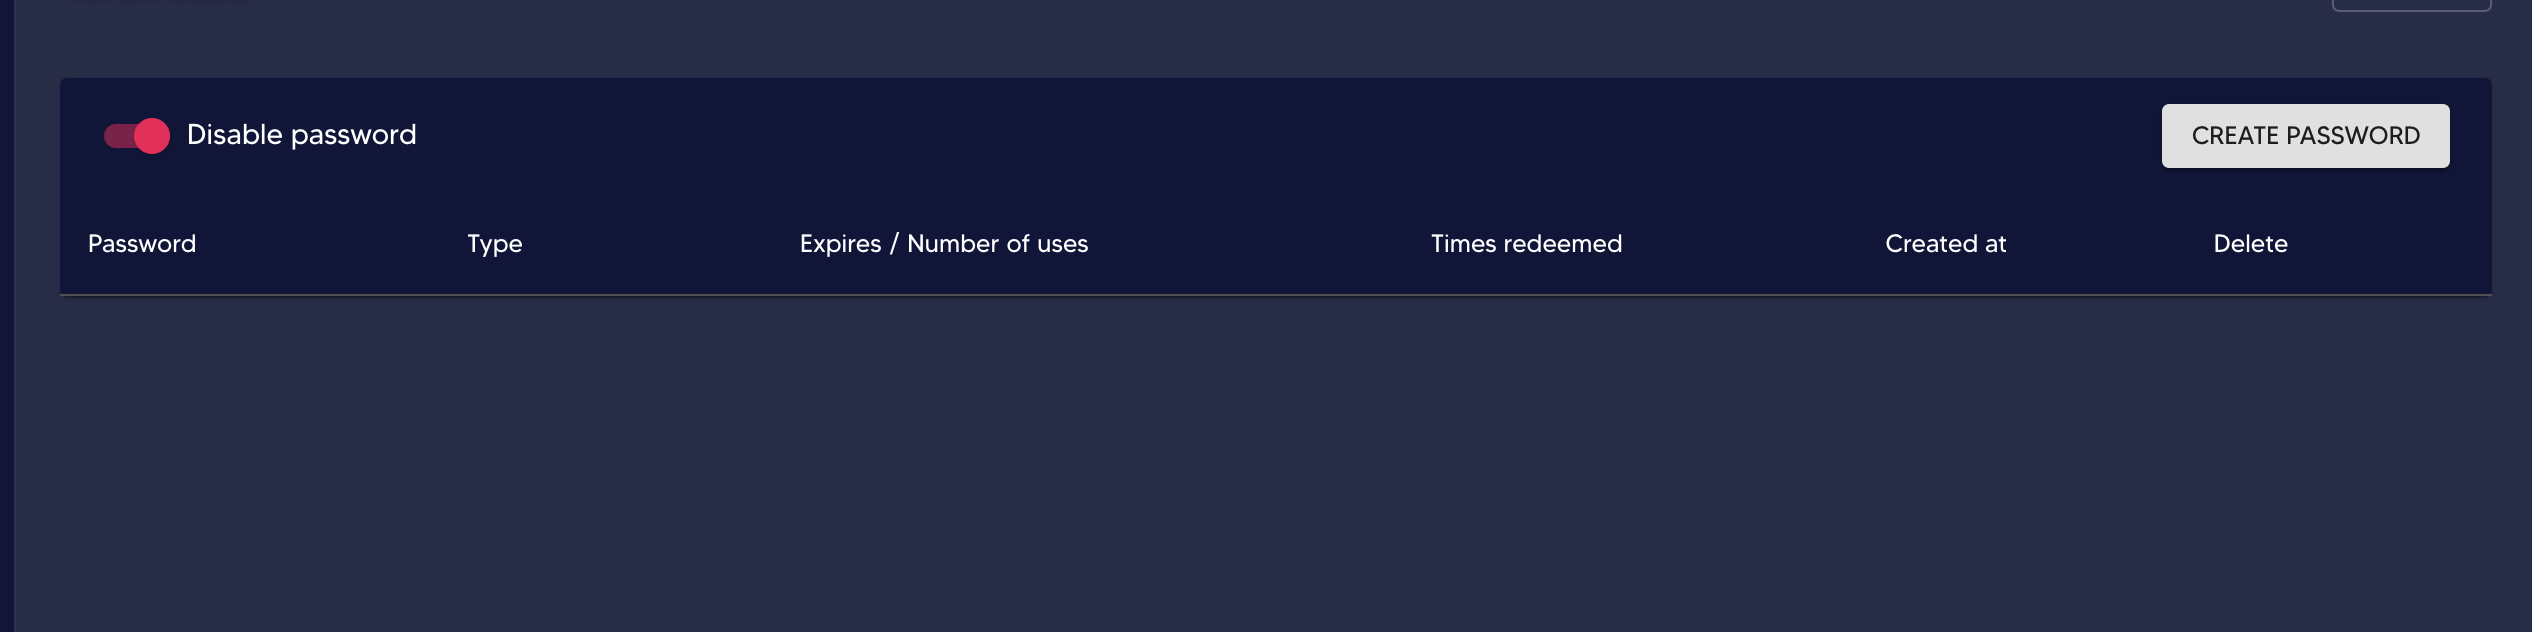 Disable password
CREATE PASSWORD
Password Type Expires / Number of uses Times redeemed Created at Delete